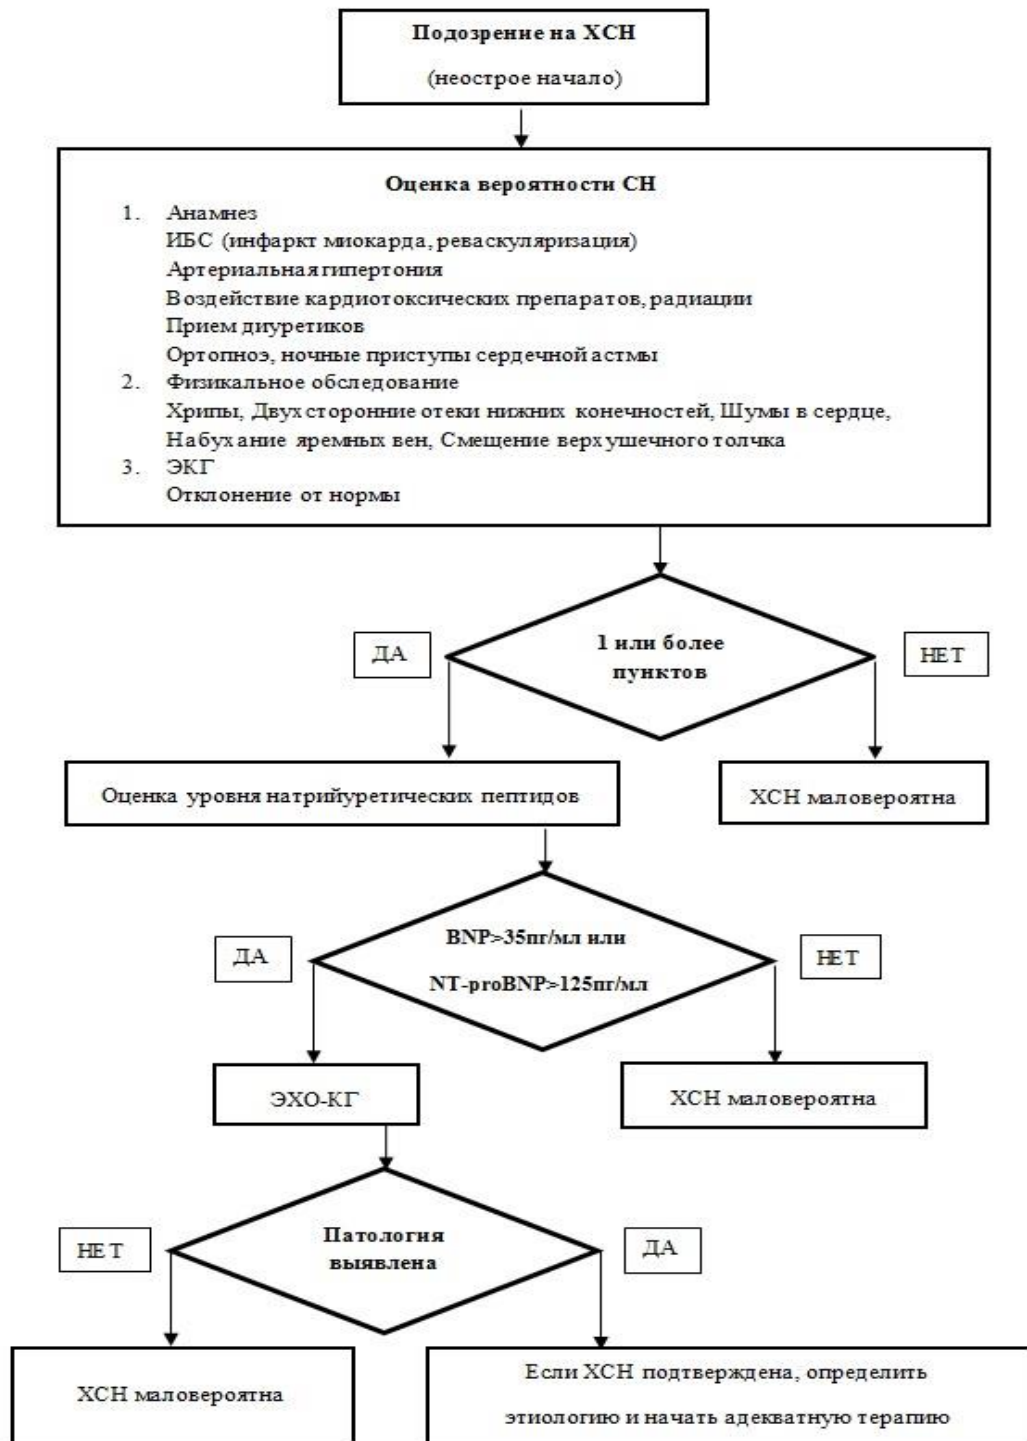 Подозрение на ХСН
(неострое начало)
Оценка вероятности СН
1. Анамнез
ИБС (инфаркт миокарда, реваскуляризация)
Артериальная гипертония
Воздействие кардиотоксических препаратов, радиации
Прием диуретиков
Ортопноэ, ночные приступы сердечной астмы
2. Физикальное обследование
Хрипы, Двухсторонние отеки нижних конечностей, Шумы в сердце,
Набухание яремных вен, Смещение верхушечного толчка
3. ЭКГ
Отклонение от нормы
1 или более
пунктов
ДА
НЕТ
Оценка уровня натрийуретических пептидов
ХСН маловероятна
BNP>35пг/мл или
NT-proBNP>125пг/мл
ДА
НЕТ
ЭХО-КГ
ХСН маловероятна
Патология
выявлена
НЕТ
ДА
ХСН маловероятна
Если ХСН подтверждена, определить
этиологию и начать адекватную терапию